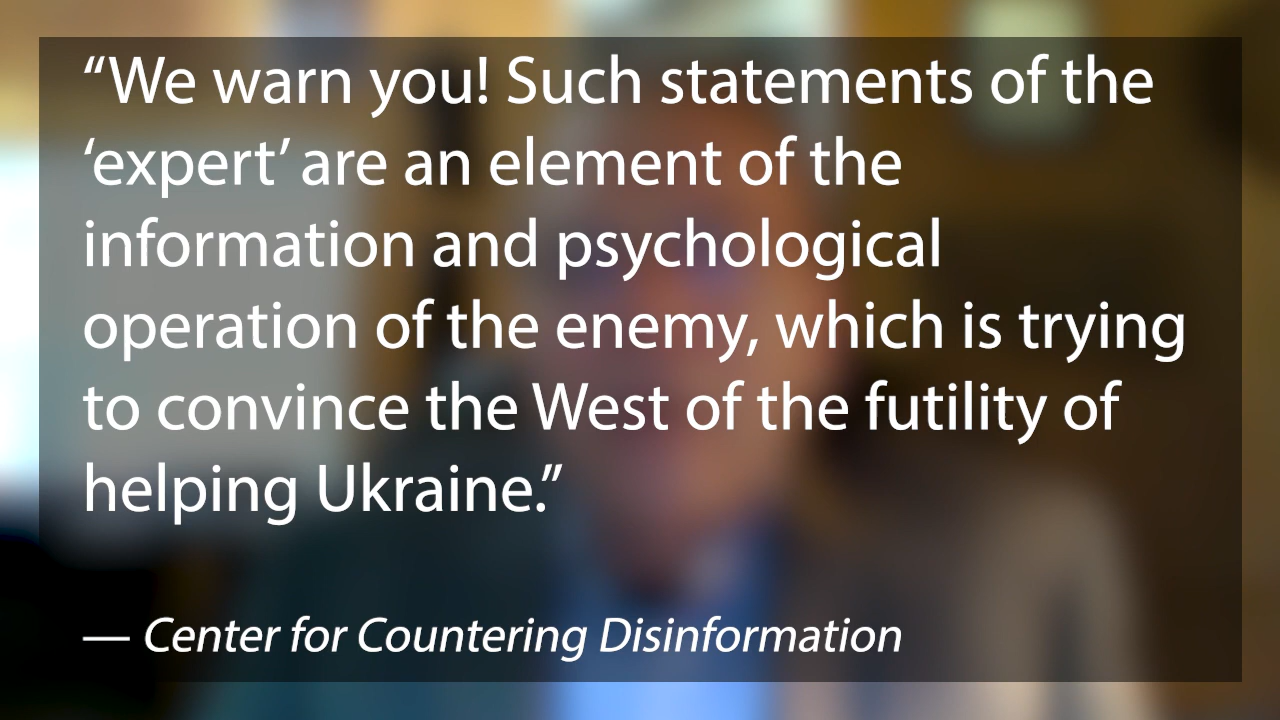 “We warn you! Such statements of the
‘expert’ are an element of the
information and psychological
operation of the enemy, which is trying
to convince the West of the futility of
helping Ukraine.”
— Center for Countering Disinformation